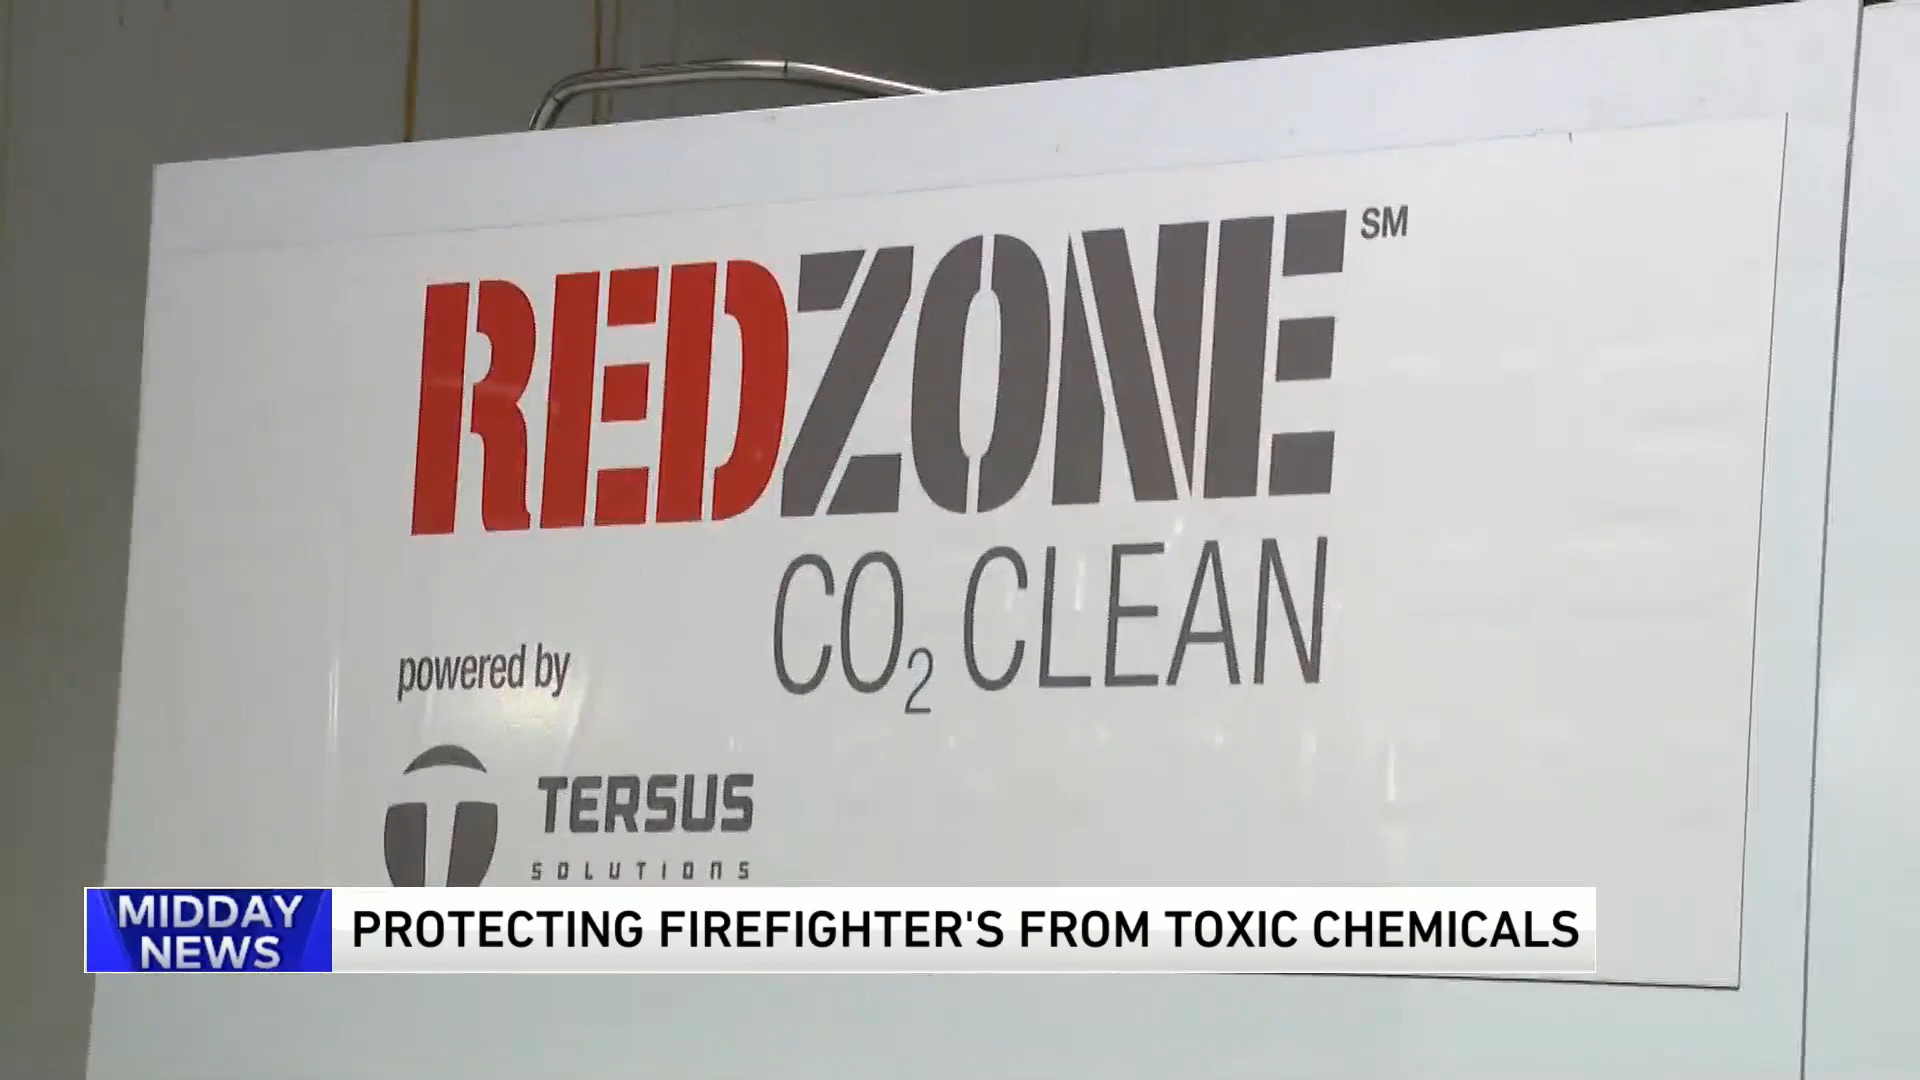 REDZONE SM
CO₂ CLEAN
powered by
TERSUS
SOLUTIONS
MIDDAY
NEWS
PROTECTING FIREFIGHTER'S FROM TOXIC CHEMICALS